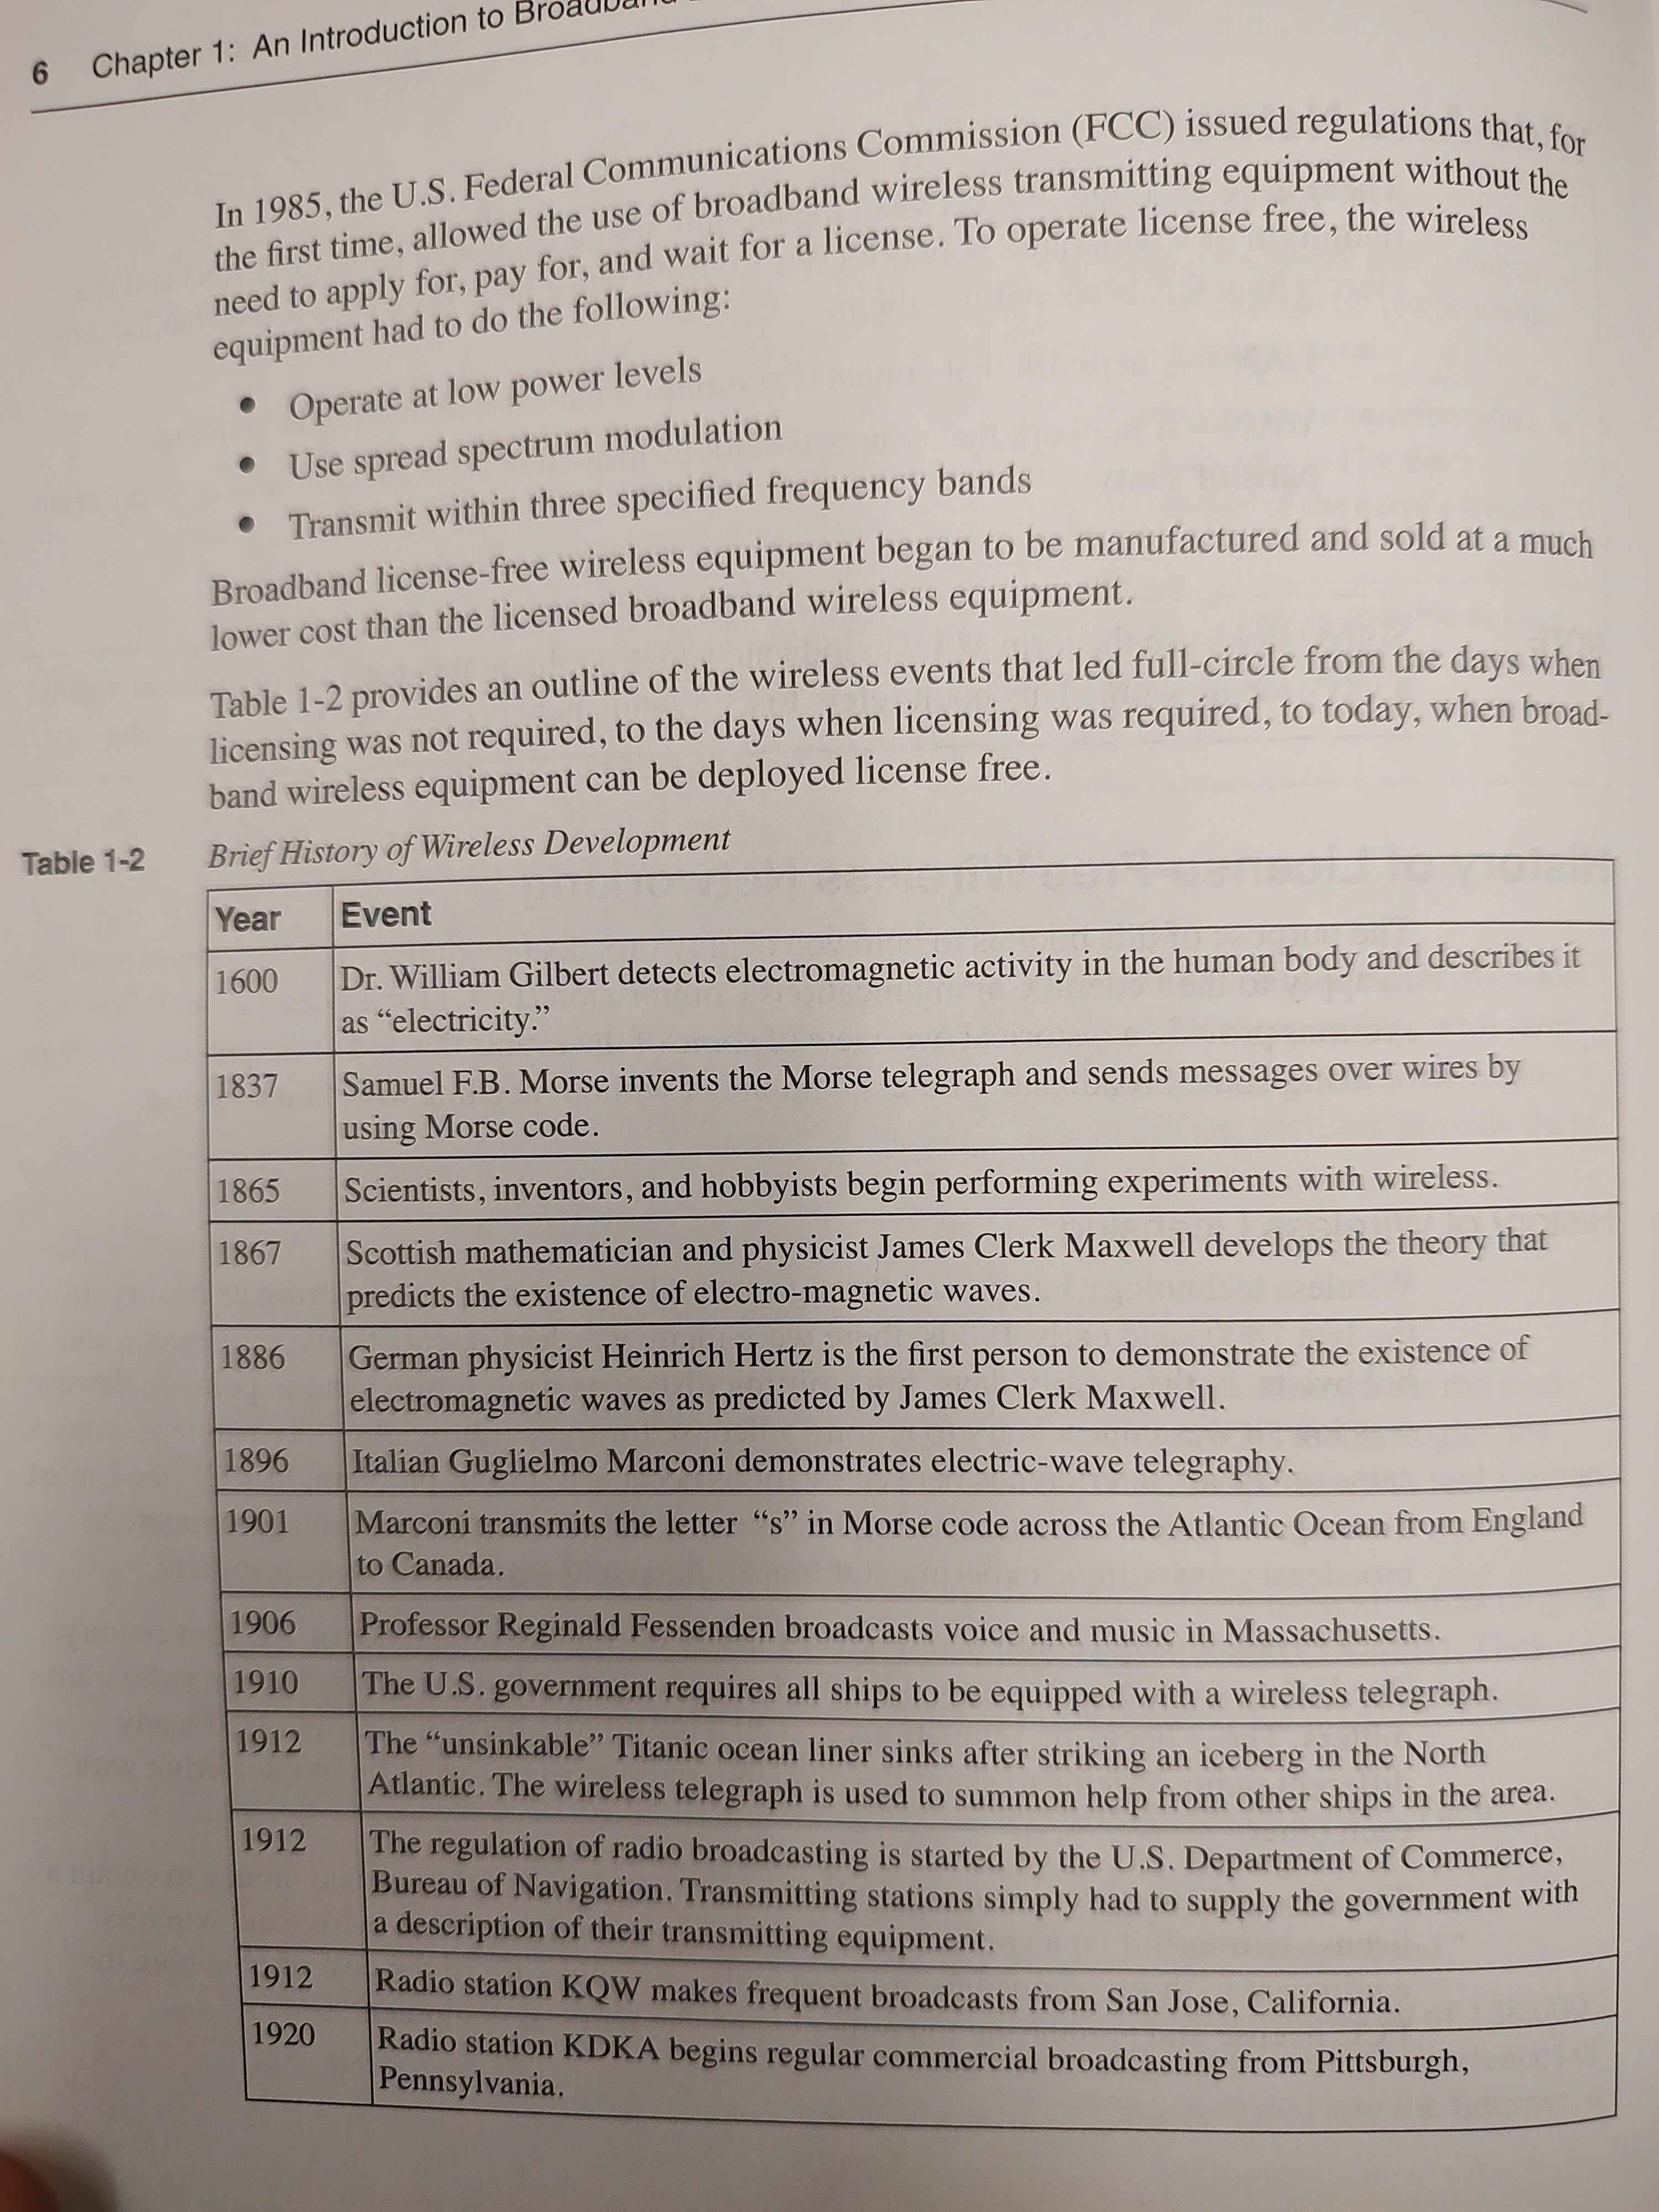 6 Chapter 1: An Introduction to
In 1985, the U.S. Federal Communications Commission (FCC) issued regulations that, for
the first time, allowed the use of broadband wireless transmitting equipment without the
need to apply for, pay for, and wait for a license. To operate license free, the wireless
equipment had to do the following:
• Operate at low power levels
• Use spread spectrum modulation
• Transmit within three specified frequency bands
Broadband license-free wireless equipment began to be manufactured and sold at a much
lower cost than the licensed broadband wireless equipment.
Table 1-2 provides an outline of the wireless events that led full-circle from the days when
licensing was not required, to the days when licensing was required, to today, when broad-
band wireless equipment can be deployed license free.
Table 1-2 Brief History of Wireless Development
Year Event
1600 Dr. William Gilbert detects electromagnetic activity in the human body and describes it
as “electricity.”
1837 Samuel F.B. Morse invents the Morse telegraph and sends messages over wires by
using Morse code.
1865 Scientists, inventors, and hobbyists begin performing experiments with wireless.
1867 Scottish mathematician and physicist James Clerk Maxwell develops the theory that
predicts the existence of electro-magnetic waves.
1886 German physicist Heinrich Hertz is the first person to demonstrate the existence of
electromagnetic waves as predicted by James Clerk Maxwell.
1896 Italian Guglielmo Marconi demonstrates electric-wave telegraphy.
1901 Marconi transmits the letter “s” in Morse code across the Atlantic Ocean from England
to Canada.
1906 Professor Reginald Fessenden broadcasts voice and music in Massachusetts.
1910 The U.S. government requires all ships to be equipped with a wireless telegraph.
1912 The “unsinkable” Titanic ocean liner sinks after striking an iceberg in the North
Atlantic. The wireless telegraph is used to summon help from other ships in the area.
1912 The regulation of radio broadcasting is started by the U.S. Department of Commerce,
Bureau of Navigation. Transmitting stations simply had to supply the government with
a description of their transmitting equipment.
1912 Radio station KQW makes frequent broadcasts from San Jose, California.
1920 Radio station KDKA begins regular commercial broadcasting from Pittsburgh,
Pennsylvania.